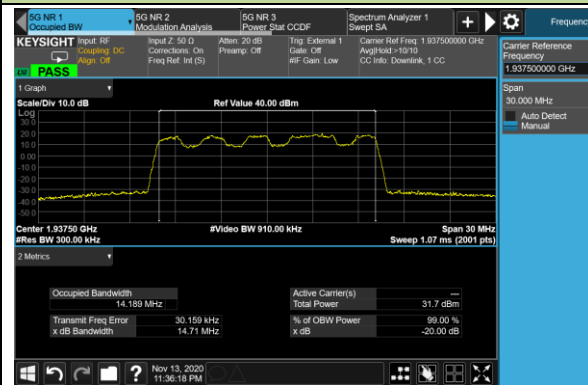 5G NR 1
Occupied BW
5G NR 2
Modulation Analysis
5G NR 3
Power Stat CCDF
Spectrum Analyzer 1
Swept SA
Frequenc
KEYSIGHT
Input: RF
Coupling: DC
Align: Off
Input Z: 50 Ω
Corrections: On
Freq Ref: Int (S)
Atten: 20 dB
Preamp: Off
Trig: External 1
Gate: Off
#IF Gain: Low
Carrier Ref Freq: 1.937500000 GHz
Avg|Hold:>10/10
CC Info: Downlink, 1 CC
PASS
Carrier Reference
Frequency
1.937500000 GHz
Span
30.000 MHz
Auto Detect
Manual
1 Graph
Scale/Div 10.0 dB
Ref Value 40.00 dBm
Log
30.0
20.0
10.0
0.00
-10.0
-20.0
-30.0
-40.0
-50.0
Center 1.93750 GHz
#Video BW 910.00 kHz
Span 30 MHz
#Res BW 300.00 kHz
Sweep 1.07 ms (2001 pts)
2 Metrics
Occupied Bandwidth
14.189 MHz
Transmit Freq Error
30.159 kHz
x dB Bandwidth
14.71 MHz
Active Carrier(s)
---
Total Power
31.7 dBm
% of OBW Power
99.00 %
x dB
-20.00 dB
?
Nov 13, 2020
11:36:18 PM